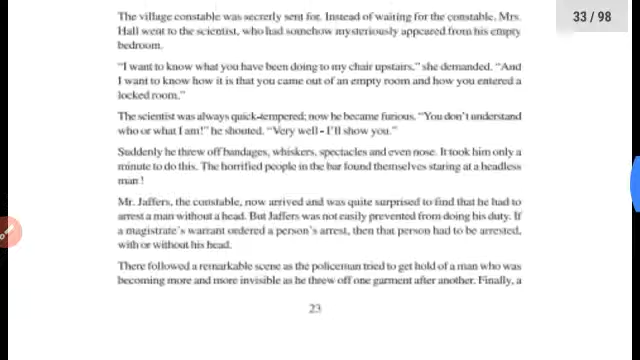 33 / 98
The village constable was secretly sent for. Instead of waiting for the constable, Mrs.
Hall went to the scientist, who had somehow mysteriously appeared from his empty
bedroom.
“I want to know what you have been doing to my chair upstairs,” she demanded. “And
I want to know how it is that you came out of an empty room and how you entered a
locked room.”
The scientist was always quick-tempered; now he became furious. “You don't understand
who or what I am!” he shouted. “Very well - I'll show you.”
Suddenly he threw off bandages, whiskers, spectacles and even nose. It took him only a
minute to do this. The horrified people in the bar found themselves staring at a headless
man!
Mr. Jaffers, the constable, now arrived and was quite surprised to find that he had to
arrest a man without a head. But Jaffers was not easily prevented from doing his duty. If
a magistrate's warrant ordered a person's arrest, then that person had to be arrested,
with or without his head.
There followed a remarkable scene as the policeman tried to get hold of a man who was
becoming more and more invisible as he threw off one garment after another. Finally, a
23